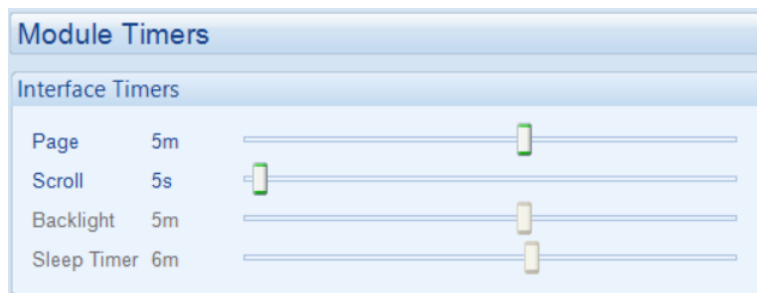 Module Timers
Interface Timers
Page 5m
Scroll 5s
Backlight 5m
Sleep Timer 6m